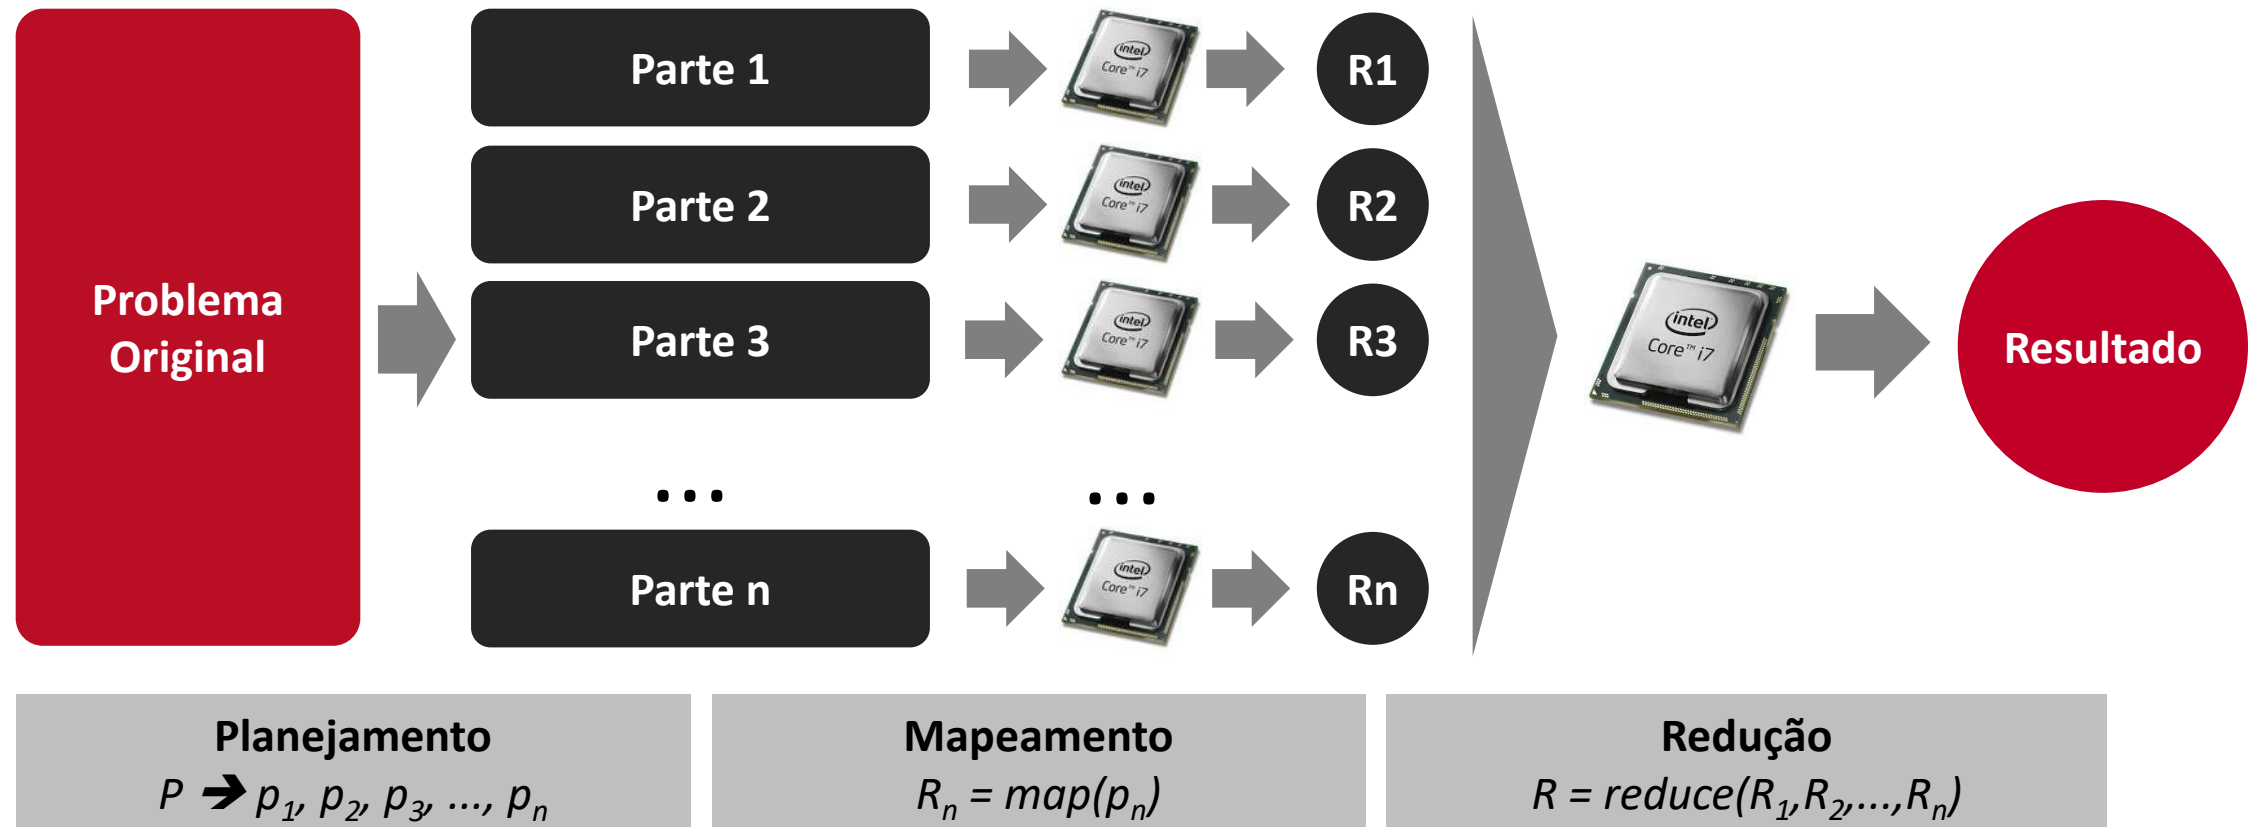 Problema
Original
Parte 1
intel
Core™ i7
R1
Parte 2
intel
Core™ i7
R2
Parte 3
intel
Core™ i7
R3
...
...
Parte n
intel
Core™ i7
Rn
intel
Core™ i7
Resultado
Planejamento
P ➔ p1, p2, p3, ..., pn
Mapeamento
Rn = map(pn)
Redução
R = reduce(R1,R2,...,Rn)